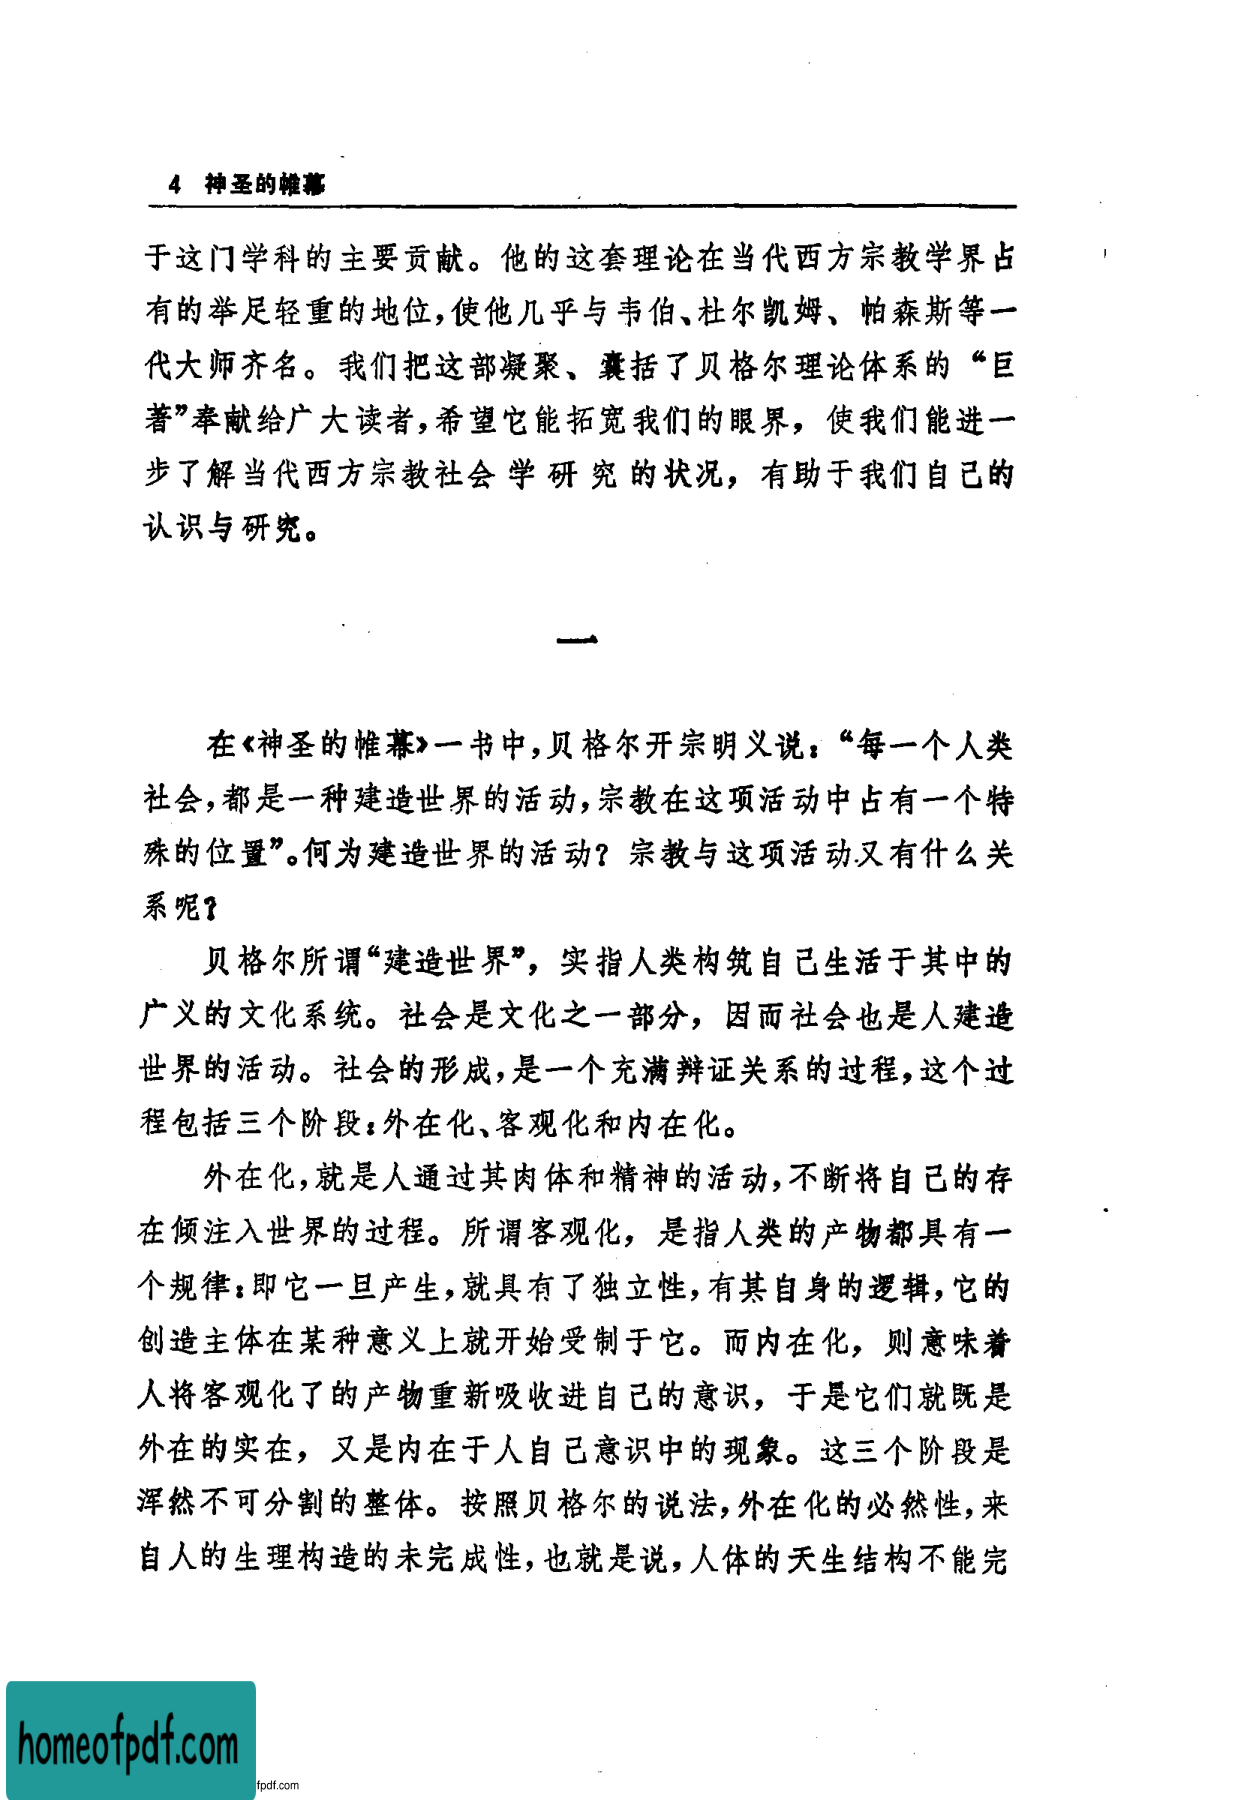 4 神圣的帷幕
于这门学科的主要贡献。他的这套理论在当代西方宗教学界占
有的举足轻重的地位，使他几乎与韦伯、杜尔凯姆、帕森斯等一
代大师齐名。我们把这部凝聚、囊括了贝格尔理论体系的“巨
著”奉献给广大读者，希望它能拓宽我们的眼界，使我们能进一
步了解当代西方宗教社会学研究的状况，有助于我们自己的
认识与研究。
一
在《神圣的帷幕》一书中，贝格尔开宗明义说：“每一个人类
社会，都是一种建造世界的活动，宗教在这项活动中占有一个特
殊的位置”。何为建造世界的活动？宗教与这项活动又有什么关
系呢？
贝格尔所谓“建造世界”，实指人类构筑自己生活于其中的
广义的文化系统。社会是文化之一部分，因而社会也是人建造
世界的活动。社会的形成，是一个充满辩证关系的过程，这个过
程包括三个阶段：外在化、客观化和内在化。
外在化，就是人通过其肉体和精神的活动，不断将自己的存
在倾注入世界的过程。所谓客观化，是指人类的产物都具有一
个规律：即它一旦产生，就具有了独立性，有其自身的逻辑，它的
创造主体在某种意义上就开始受制于它。而内在化，则意味着
人将客观化了的产物重新吸收进自己的意识，于是它们就既是
外在的实在，又是内在于人自己意识中的现象。这三个阶段是
浑然不可分割的整体。按照贝格尔的说法，外在化的必然性，来
自人的生理构造的未完成性，也就是说，人体的天生结构不能完
homeofpdf.com
fpdf.com